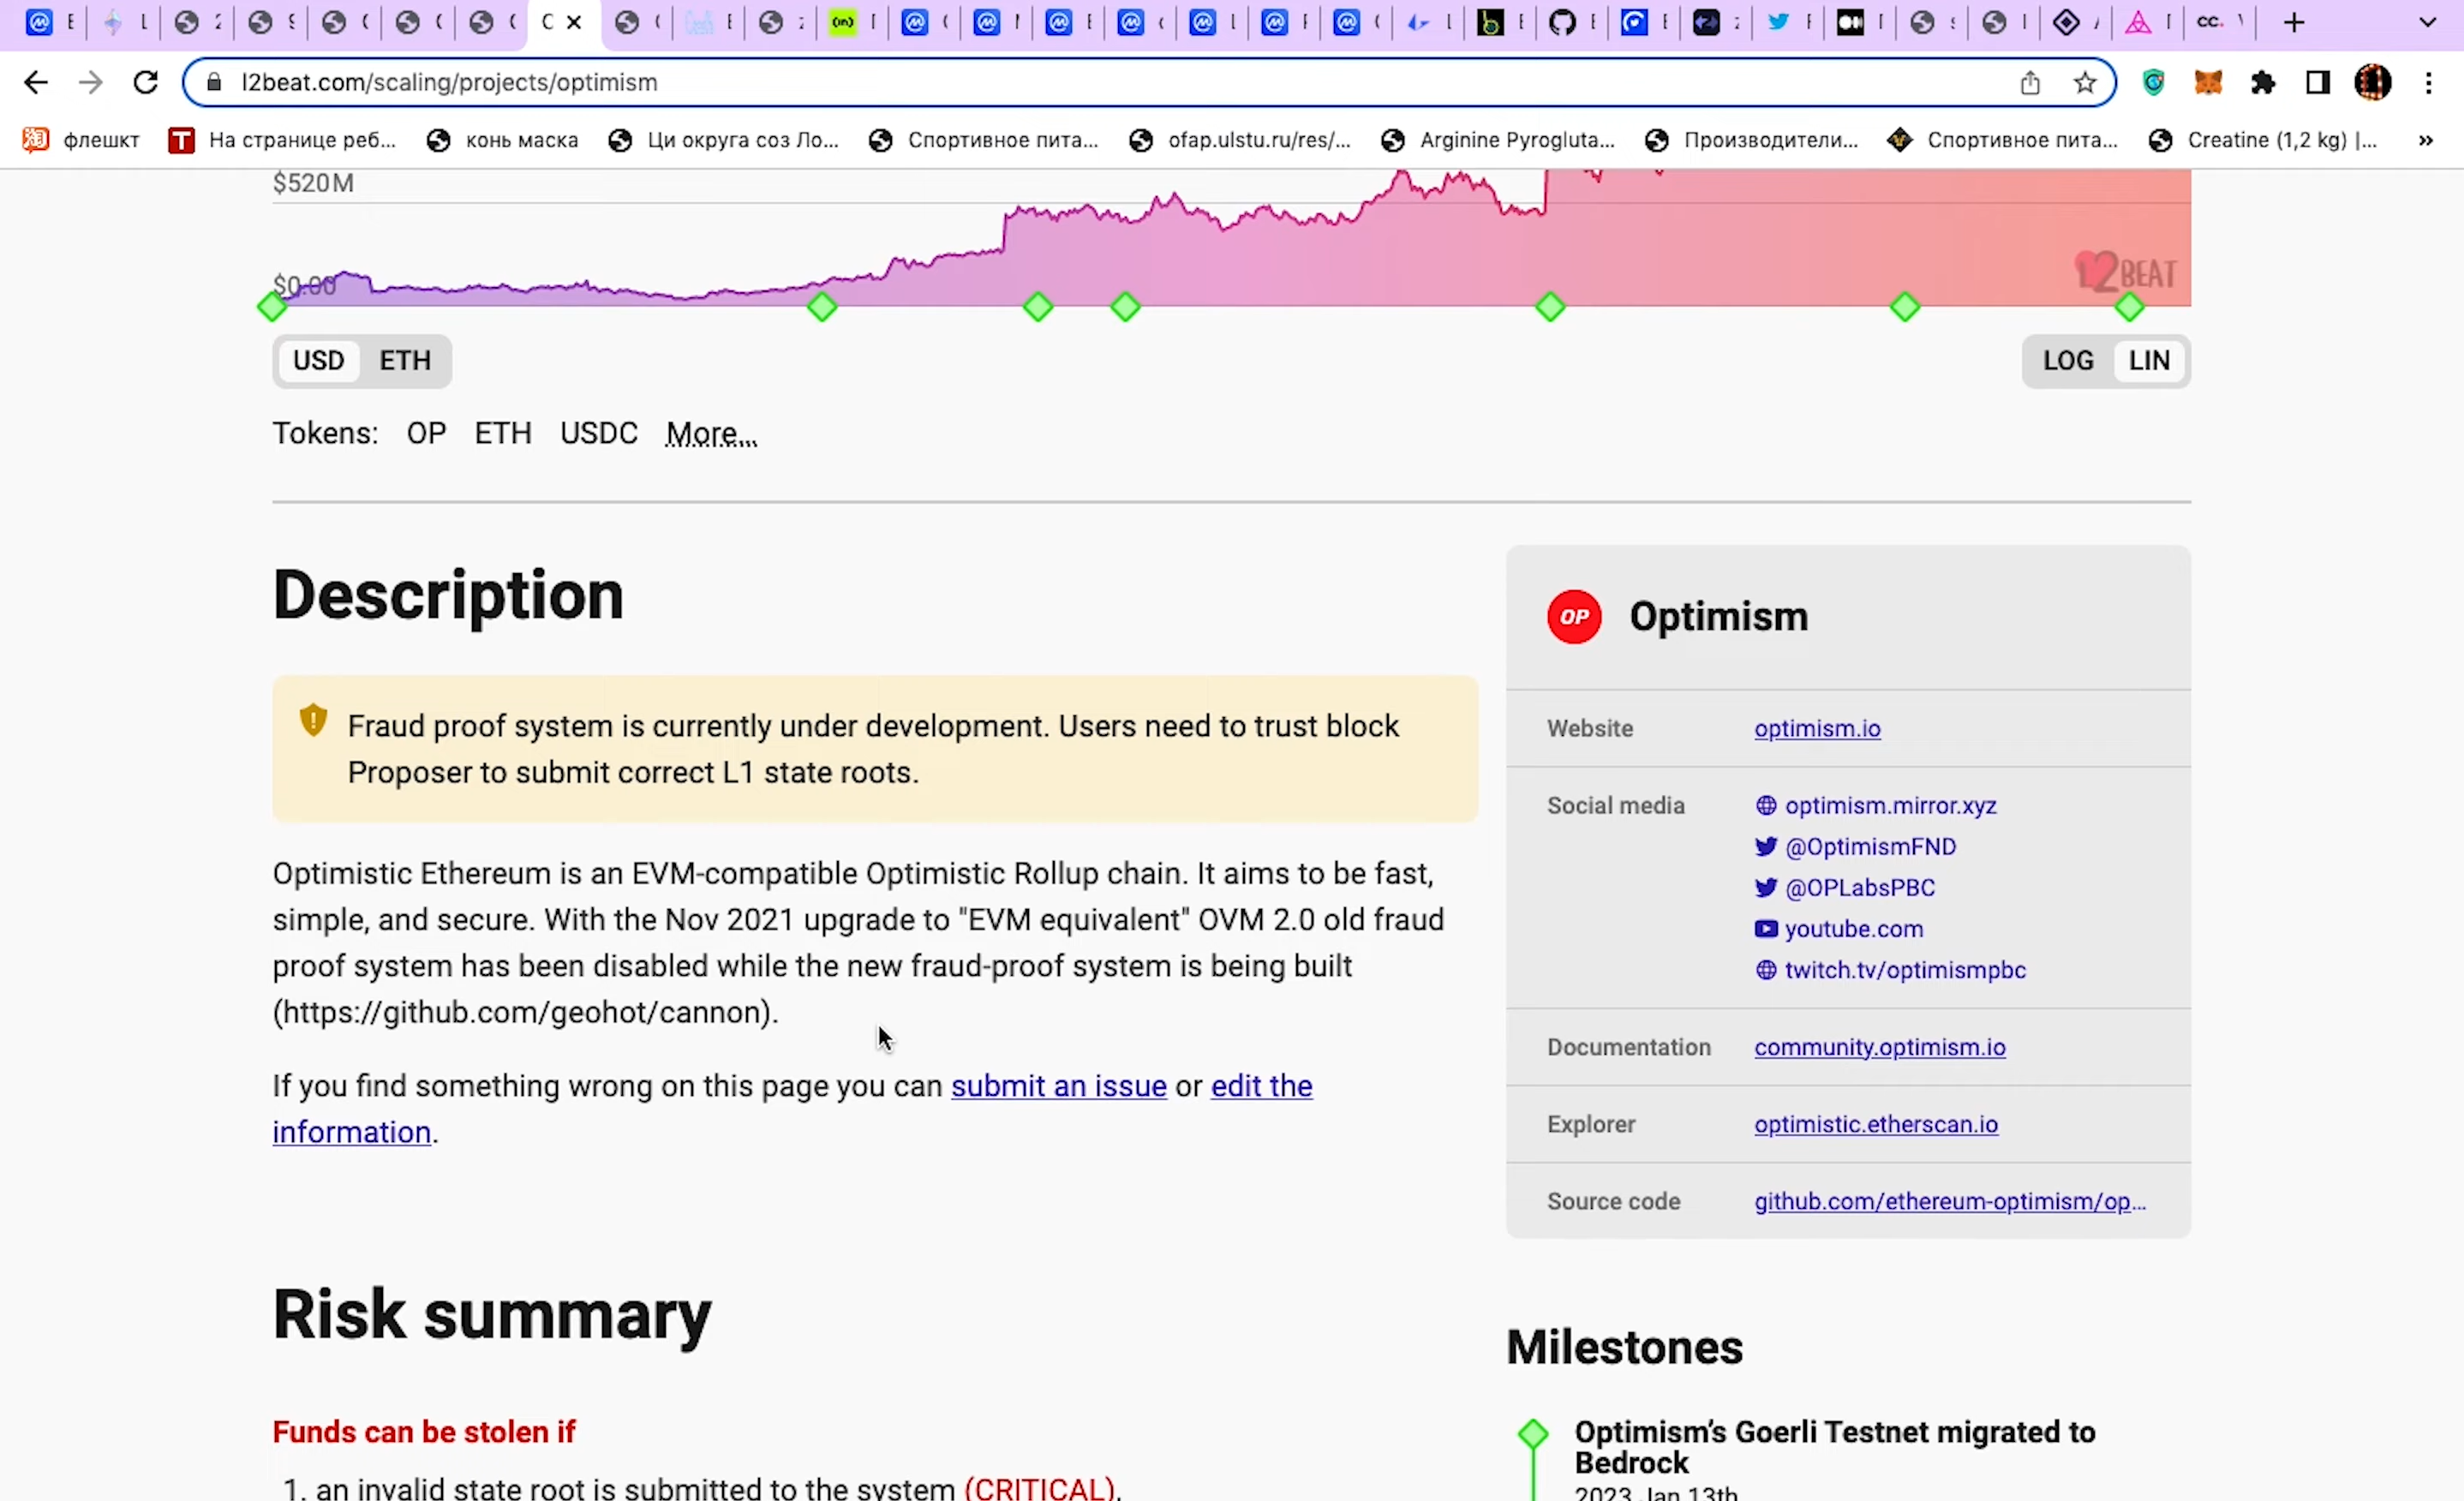 l2beat.com/scaling/projects/optimism
флешкт На странице реб... конь маска Ци округа соз Ло... Спортивное пита... ofap.ulstu.ru/res/... Arginine Pyrogluta... Производители... Спортивное пита... Creatine (1,2 kg) |... »
$520M
$0.00
L2BEAT
USD ETH LOG LIN
Tokens: OP ETH USDC More...
Description
Fraud proof system is currently under development. Users need to trust block
Proposer to submit correct L1 state roots.
Optimistic Ethereum is an EVM-compatible Optimistic Rollup chain. It aims to be fast,
simple, and secure. With the Nov 2021 upgrade to "EVM equivalent" OVM 2.0 old fraud
proof system has been disabled while the new fraud-proof system is being built
(https://github.com/geohot/cannon).
If you find something wrong on this page you can submit an issue or edit the
information.
Risk summary
Funds can be stolen if
1. an invalid state root is submitted to the system (CRITICAL).
OP Optimism
Website optimism.io
Social media optimism.mirror.xyz
@OptimismFND
@OPLabsPBC
youtube.com
twitch.tv/optimismpbc
Documentation community.optimism.io
Explorer optimistic.etherscan.io
Source code github.com/ethereum-optimism/op...
Milestones
Optimism's Goerli Testnet migrated to
Bedrock
2023 Jan 13th